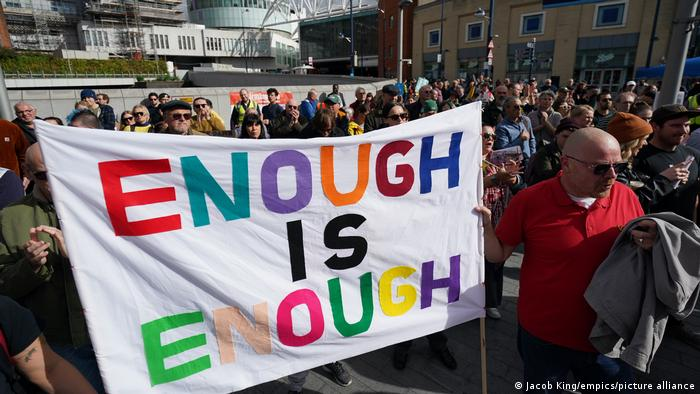 ENOUGH
IS
ENOUGH
© Jacob King/empics/picture alliance